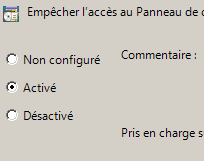 Empêcher l'accès au Panneau de
Non configuré
Commentaire :
Activé
Désactivé
Pris en charge